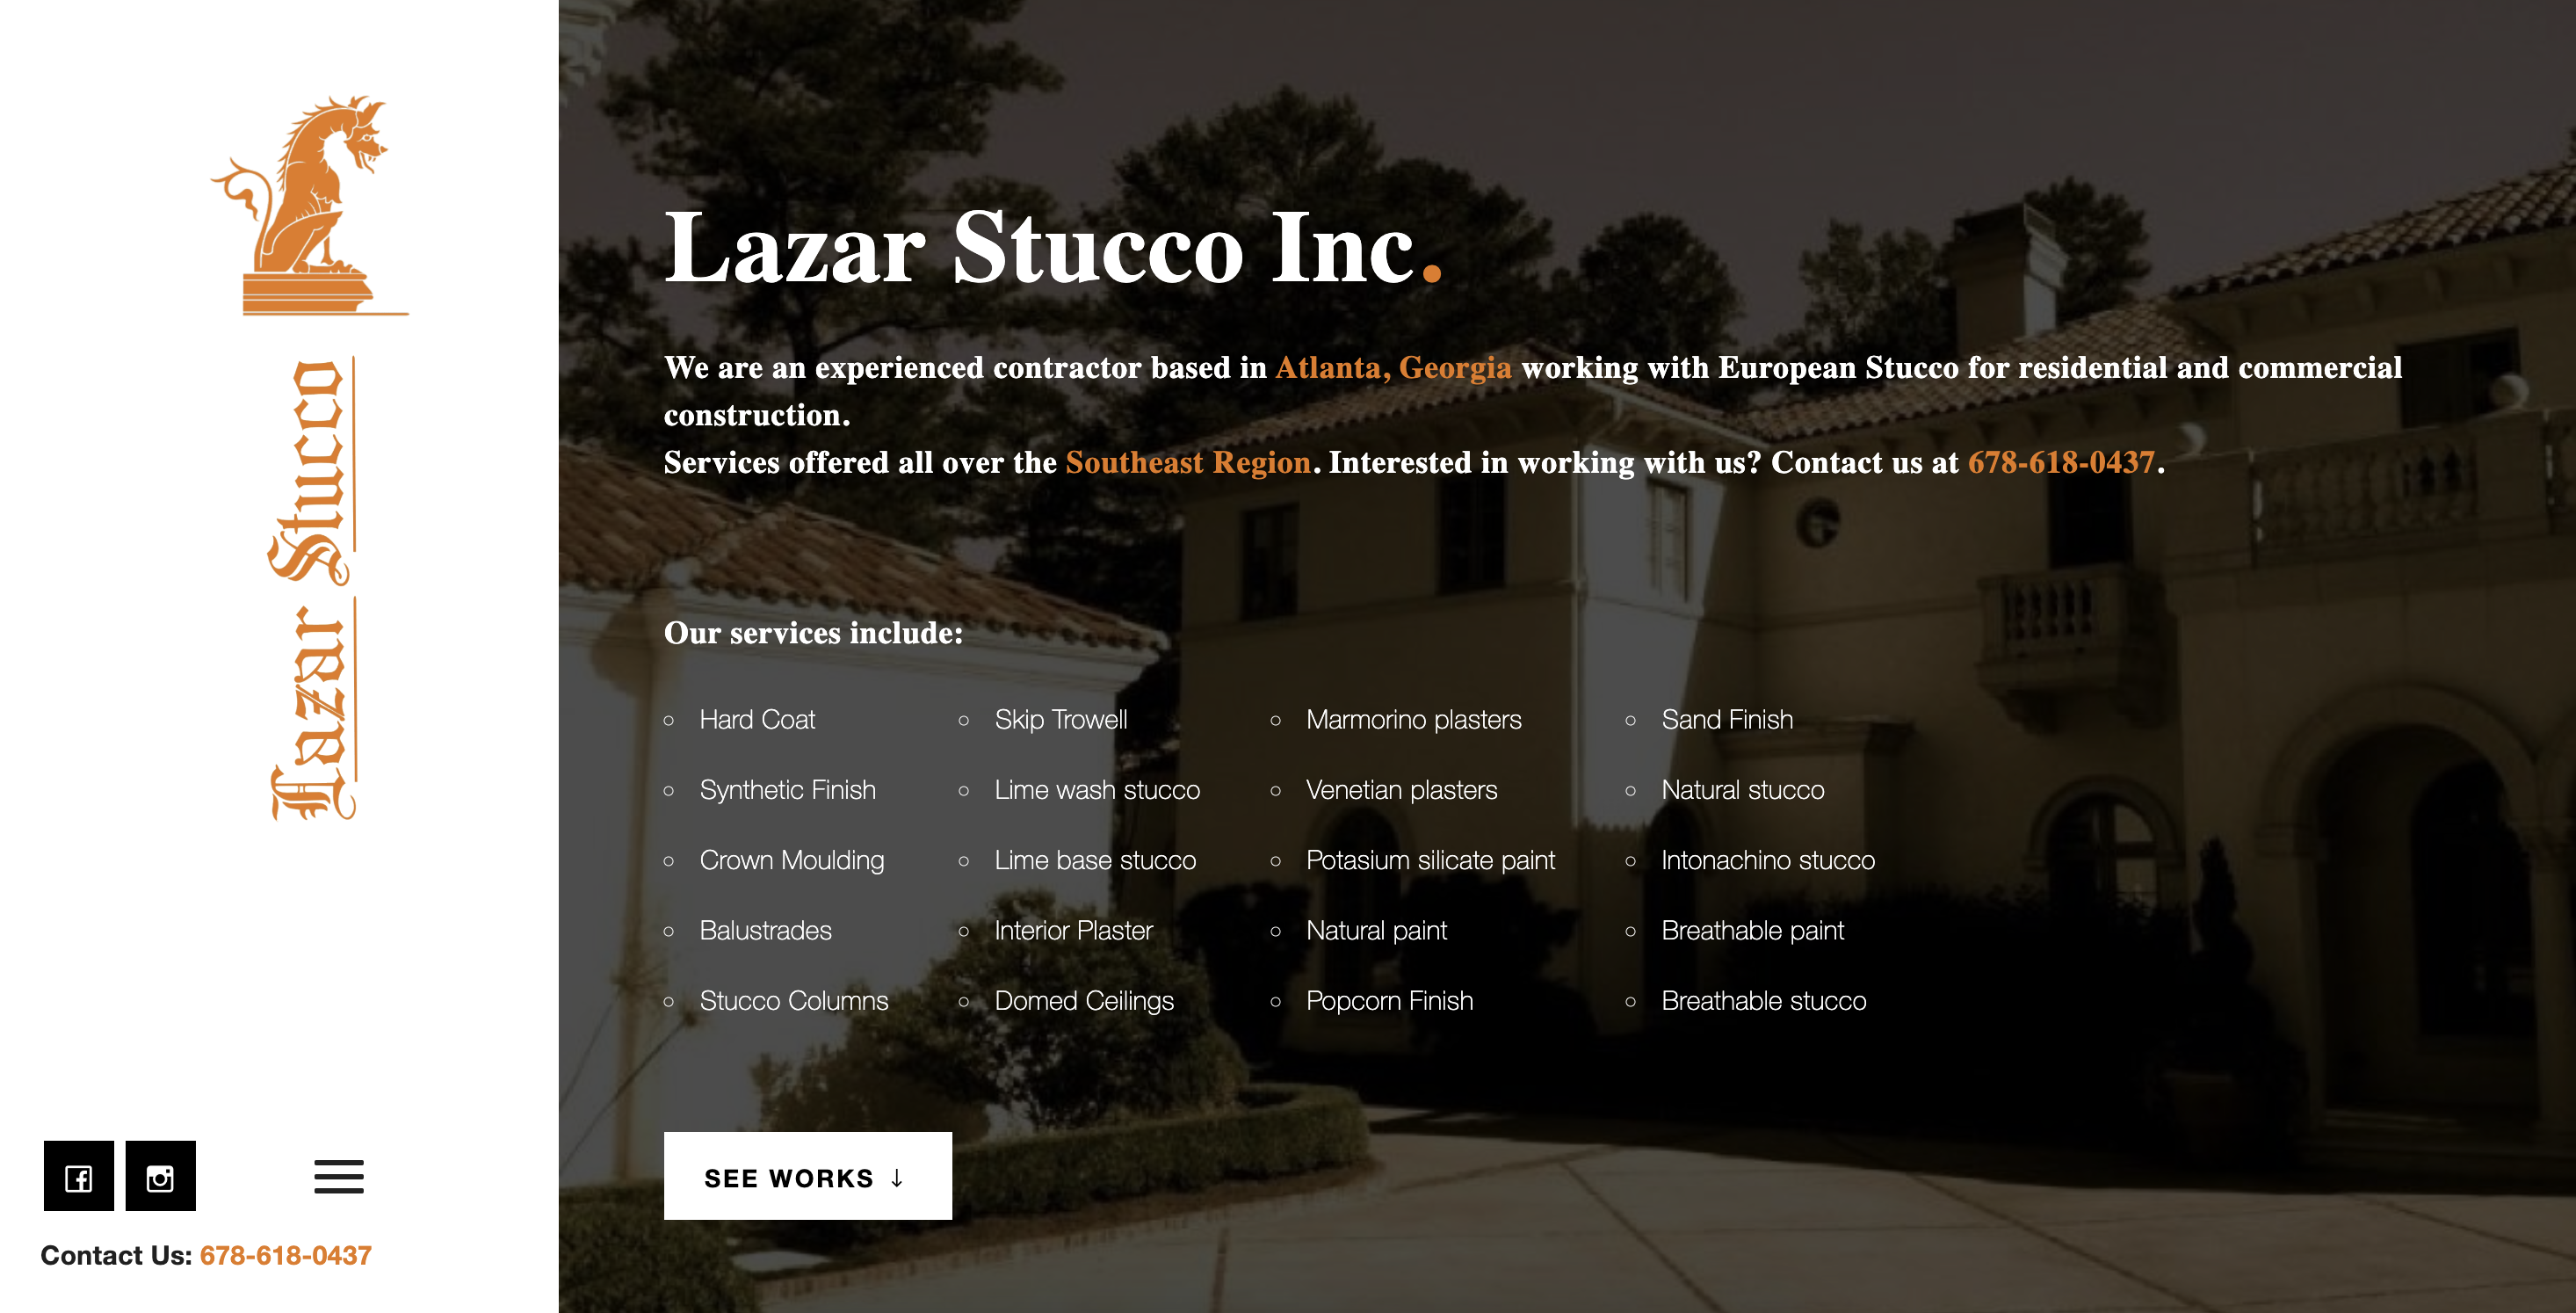 Lazar Stucco
Lazar Stucco Inc.
We are an experienced contractor based in Atlanta, Georgia working with European Stucco for residential and commercial
construction.
Services offered all over the Southeast Region. Interested in working with us? Contact us at 678-618-0437.
Our services include:
Hard Coat
Synthetic Finish
Crown Moulding
Balustrades
Stucco Columns
Skip Trowell
Lime wash stucco
Lime base stucco
Interior Plaster
Domed Ceilings
Marmorino plasters
Venetian plasters
Potasium silicate paint
Natural paint
Popcorn Finish
Sand Finish
Natural stucco
Intonachino stucco
Breathable paint
Breathable stucco
SEE WORKS ↓
Contact Us: 678-618-0437